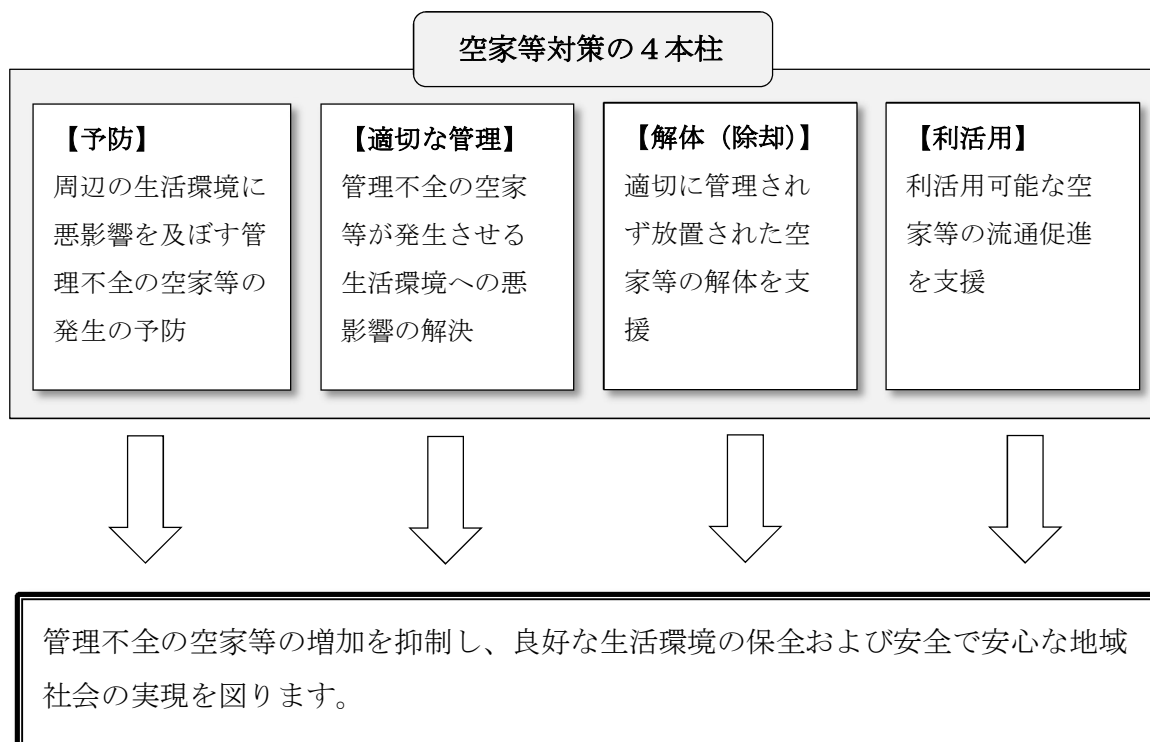 空家等対策の４本柱
【予防】
周辺の生活環境に
悪影響を及ぼす管
理不全の空家等の
発生の予防
【適切な管理】
管理不全の空家
等が発生させる
生活環境への悪
影響の解決
【解体（除却）】
適切に管理され
ず放置された空
家等の解体を支
援
【利活用】
利活用可能な空
家等の流通促進
を支援
管理不全の空家等の増加を抑制し、良好な生活環境の保全および安全で安心な地域
社会の実現を図ります。